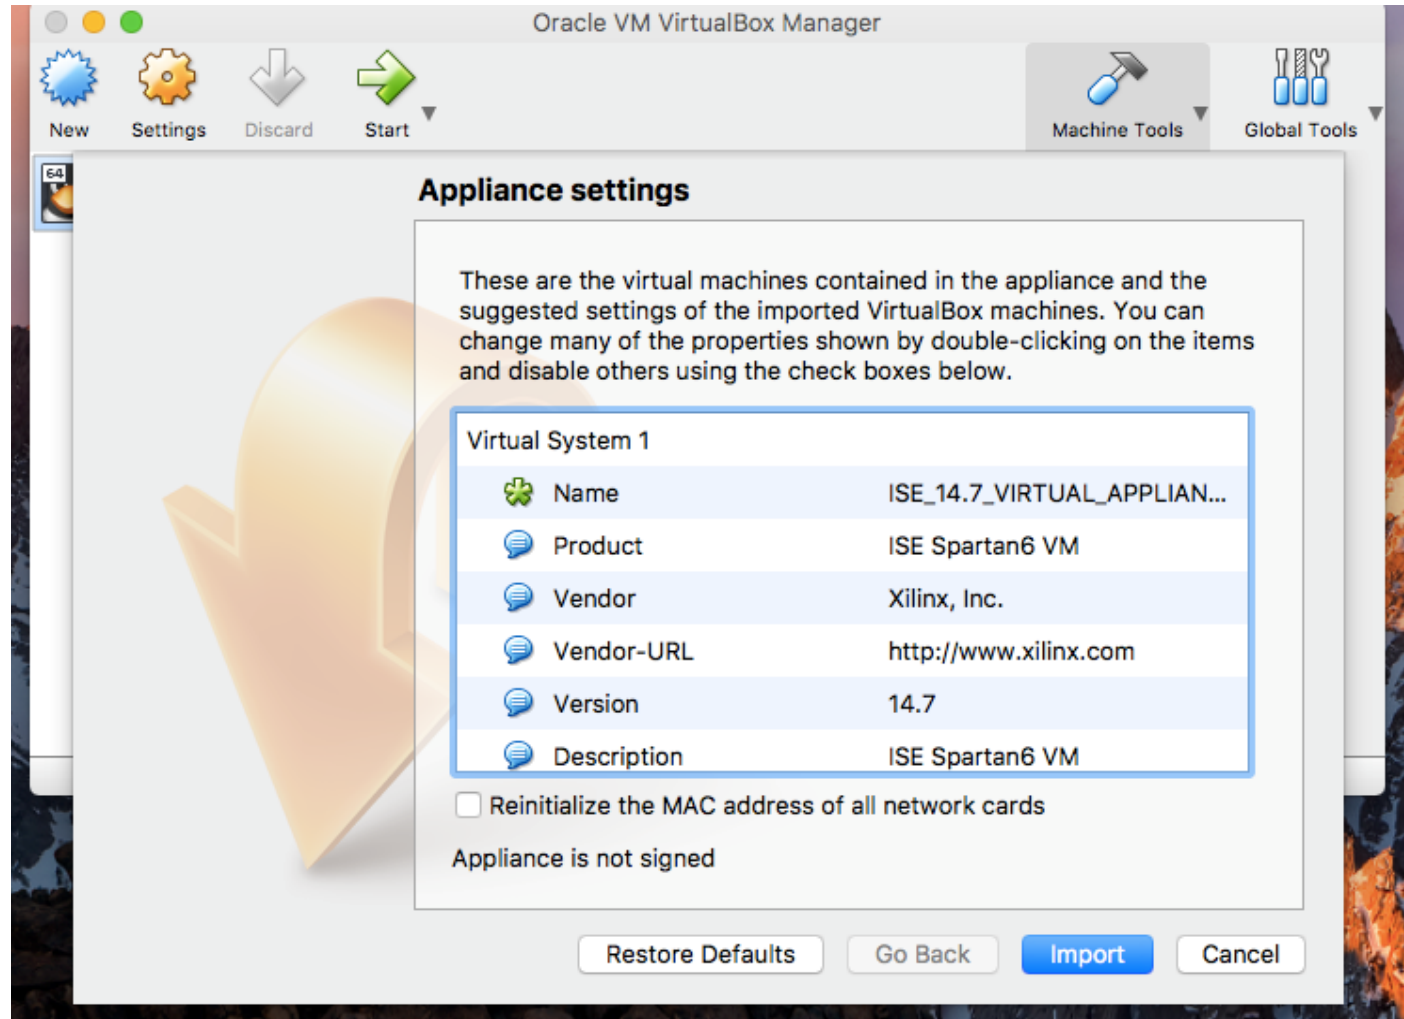 Oracle VM VirtualBox Manager
New
Settings
Discard
Start
Machine Tools
Global Tools
64
Appliance settings
These are the virtual machines contained in the appliance and the
suggested settings of the imported VirtualBox machines. You can
change many of the properties shown by double-clicking on the items
and disable others using the check boxes below.
Virtual System 1
Name ISE_14.7_VIRTUAL_APPLIAN...
Product ISE Spartan6 VM
Vendor Xilinx, Inc.
Vendor-URL http://www.xilinx.com
Version 14.7
Description ISE Spartan6 VM
Reinitialize the MAC address of all network cards
Appliance is not signed
Restore Defaults
Go Back
Import
Cancel